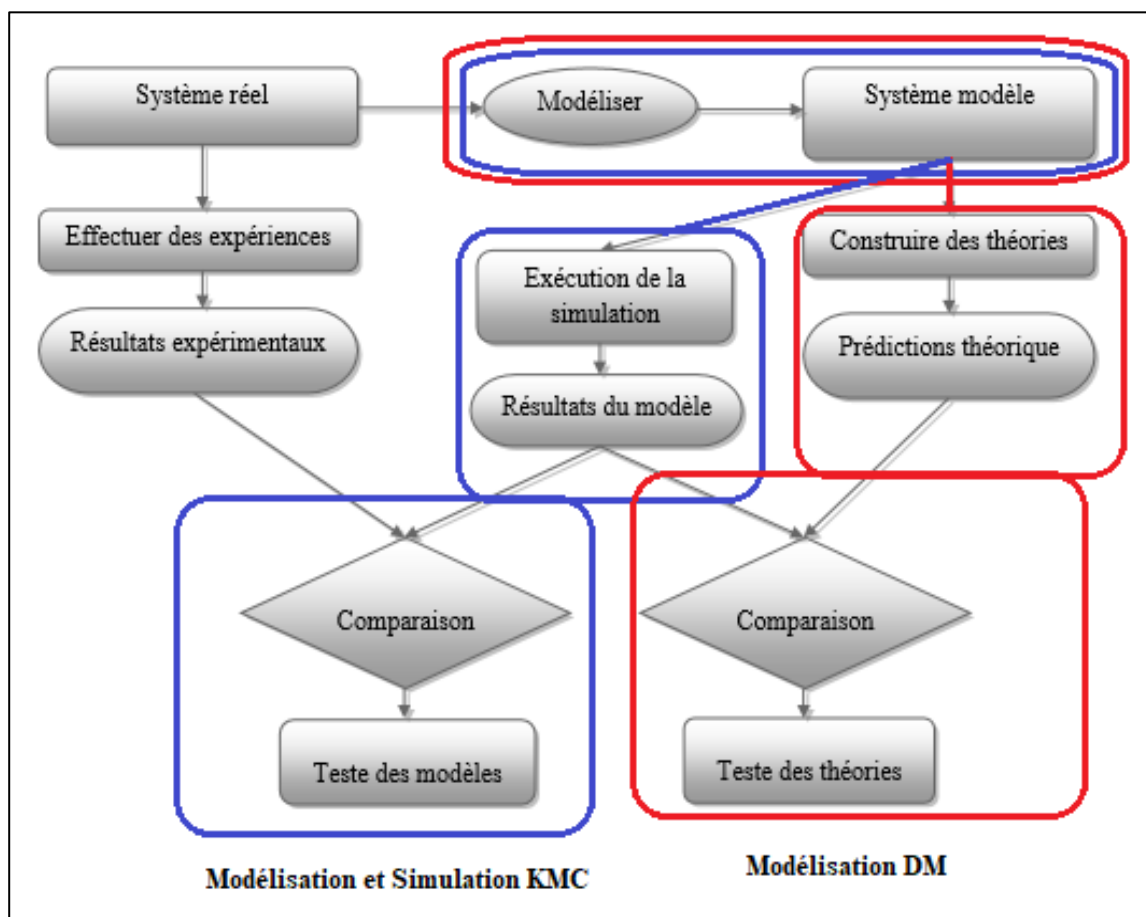 Système réel
Modéliser
Système modèle
Effectuer des expériences
Résultats expérimentaux
Exécution de la
simulation
Résultats du modèle
Construire des théories
Prédictions théorique
Comparaison
Teste des modèles
Comparaison
Teste des théories
Modélisation et Simulation KMC
Modélisation DM